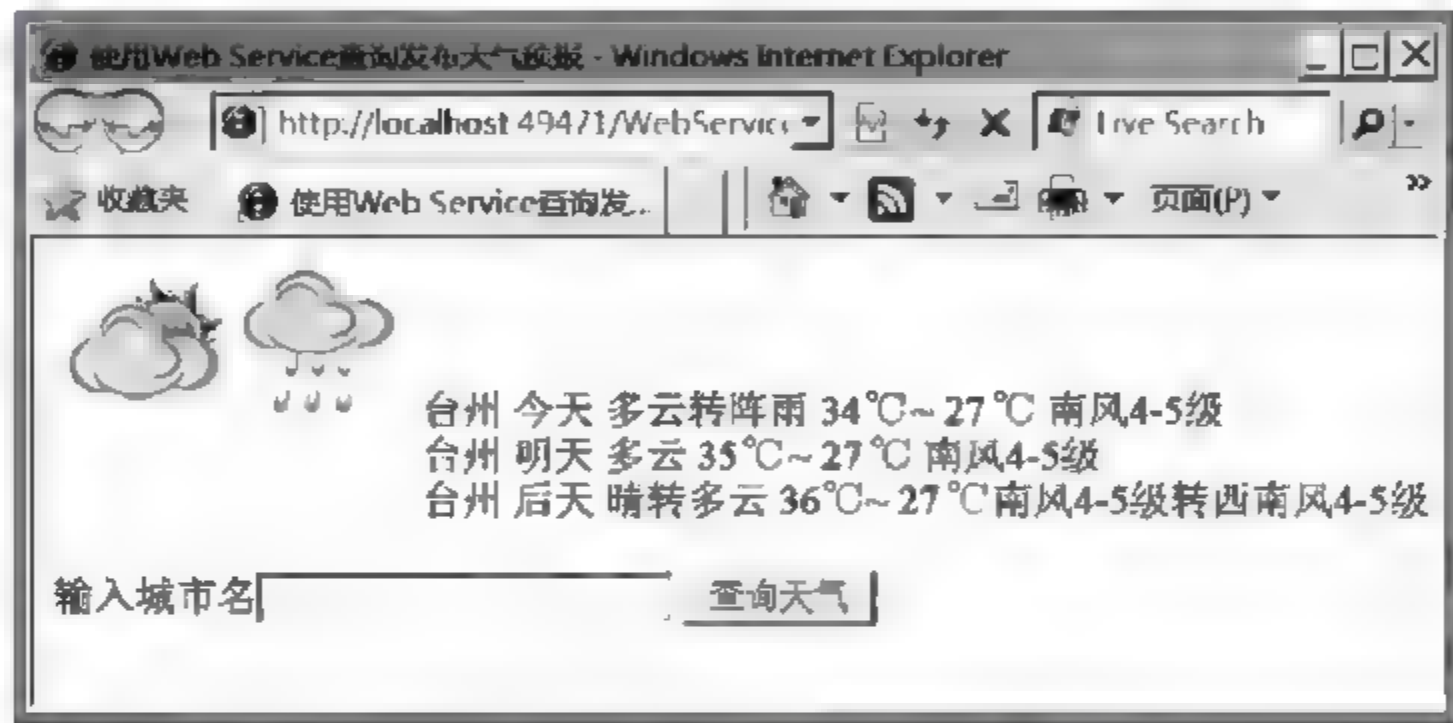 使用Web Service查询发布天气预报 - Windows Internet Explorer
http://localhost:49471/WebServic Live Search
收藏夹 使用Web Service查询发... 页面(P)
台州 今天 多云转阵雨 34℃~27℃ 南风4-5级
台州 明天 多云 35℃~27℃ 南风4-5级
台州 后天 晴转多云 36℃~27℃ 南风4-5级转西南风4-5级
输入城市名 查询天气